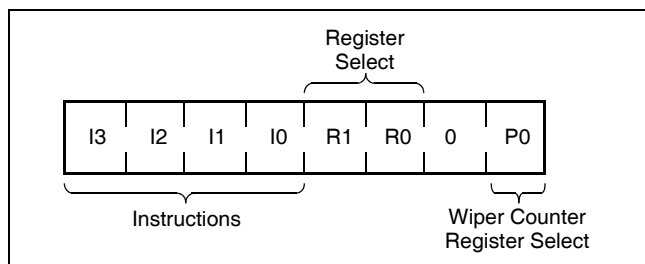 Register
Select
I3 I2 I1 I0 R1 R0 0 P0
Instructions
Wiper Counter
Register Select